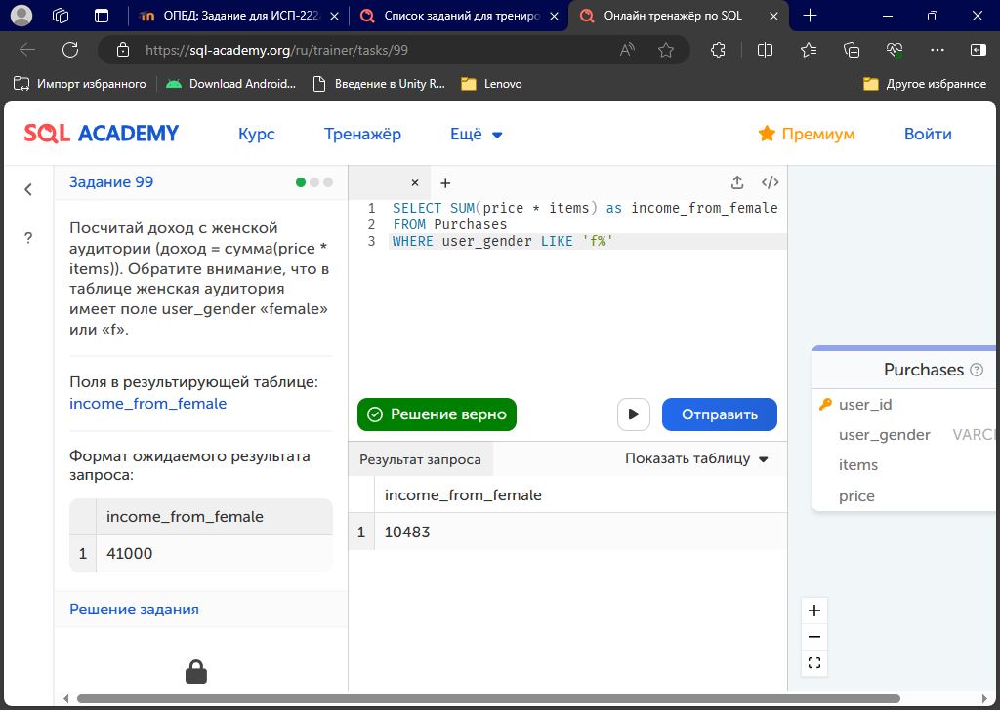 ОПБД: Задание для ИСП-222
Список заданий для трениро
Онлайн тренажёр по SQL
https://sql-academy.org/ru/trainer/tasks/99
Импорт избранного
Download Android...
Введение в Unity R...
Lenovo
Другое избранное
SQL ACADEMY
Курс
Тренажёр
Ещё
Премиум
Войти
Задание 99
?
Посчитай доход с женской
аудитории (доход = сумма(price *
items)). Обратите внимание, что в
таблице женская аудитория
имеет поле user_gender «female»
или «f».
Поля в результирующей таблице:
income_from_female
Формат ожидаемого результата
запроса:
income_from_female
1 41000
Решение задания
1 SELECT SUM(price * items) as income_from_female
2 FROM Purchases
3 WHERE user_gender LIKE 'f%'
Решение верно
Отправить
Результат запроса
Показать таблицу
income_from_female
1 10483
Purchases
user_id
user_gender VARC
items
price